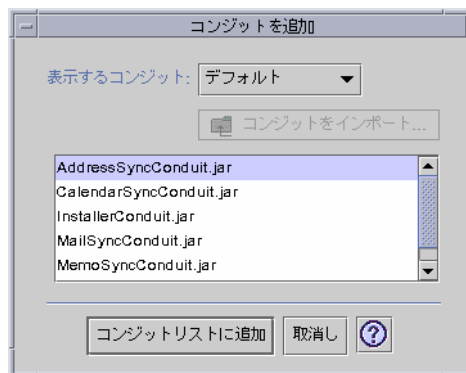 コンジットを追加
表示するコンジット: デフォルト
コンジットをインポート...
AddressSyncConduit.jar
CalendarSyncConduit.jar
InstallerConduit.jar
MailSyncConduit.jar
MemoSyncConduit.jar
コンジットリストに追加 取消し ?